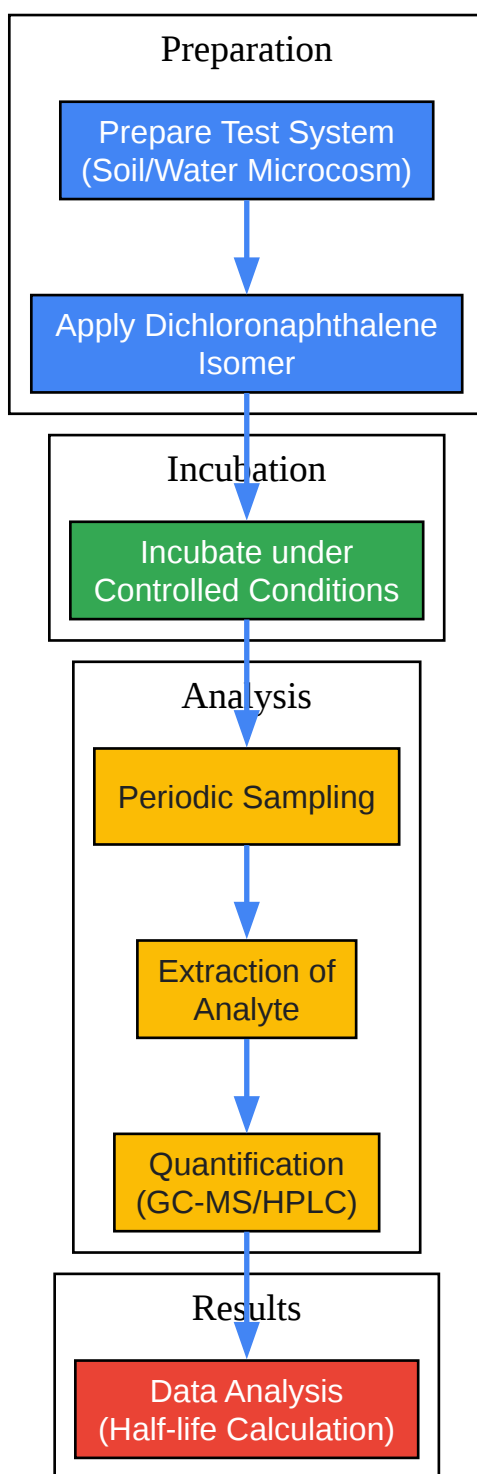 Preparation
Prepare Test System
(Soil/Water Microcosm)
Apply Dichloronaphthalene
Isomer
Incubation
Incubate under
Controlled Conditions
Analysis
Periodic Sampling
Extraction of
Analyte
Quantification
(GC-MS/HPLC)
Results
Data Analysis
(Half-life Calculation)